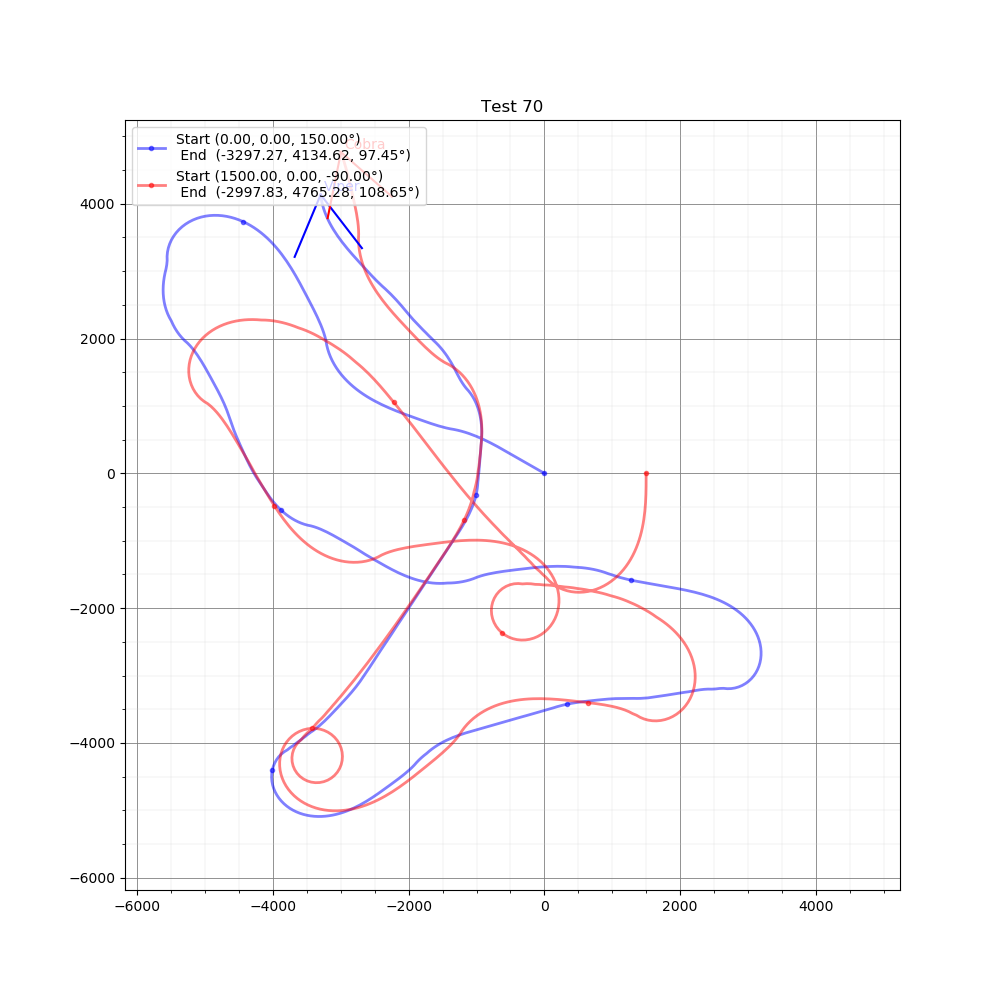 Test 70
Start (0.00, 0.00, 150.00°)
End (-3297.27, 4134.62, 97.45°)
Start (1500.00, 0.00, -90.00°)
End (-2997.83, 4765.28, 108.65°)
Cobra
Viper
4000
2000
0
−2000
−4000
−6000
−6000 −4000 −2000 0 2000 4000